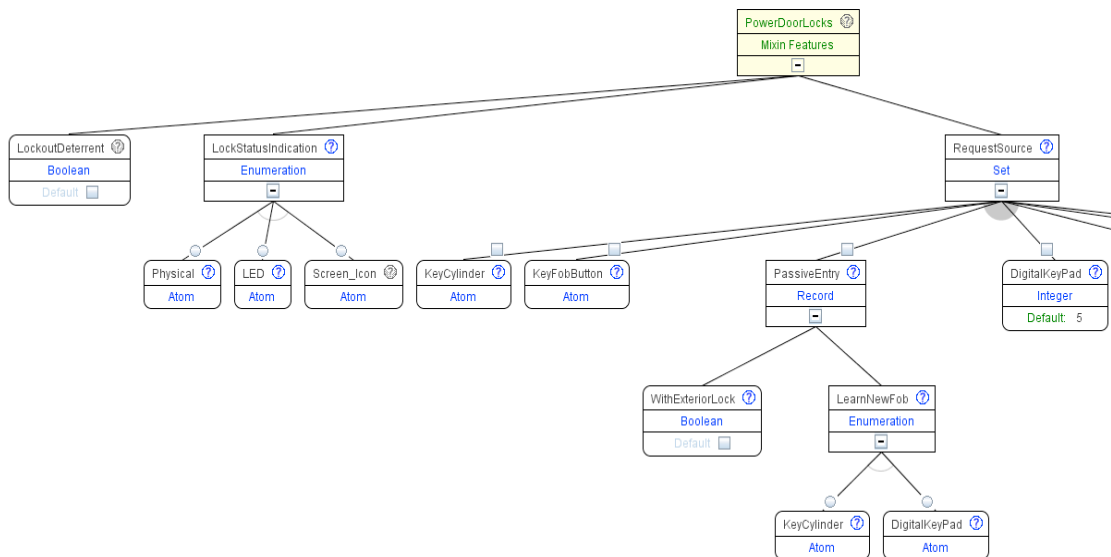 PowerDoorLocks ?
Mixin Features
LockoutDeterrent ?
Boolean
Default
LockStatusIndication ?
Enumeration
RequestSource ?
Set
Physical ?
Atom
LED ?
Atom
Screen_Icon ?
Atom
KeyCylinder ?
Atom
KeyFobButton ?
Atom
PassiveEntry ?
Record
DigitalKeyPad ?
Integer
Default: 5
WithExteriorLock ?
Boolean
Default
LearnNewFob ?
Enumeration
KeyCylinder ?
Atom
DigitalKeyPad ?
Atom